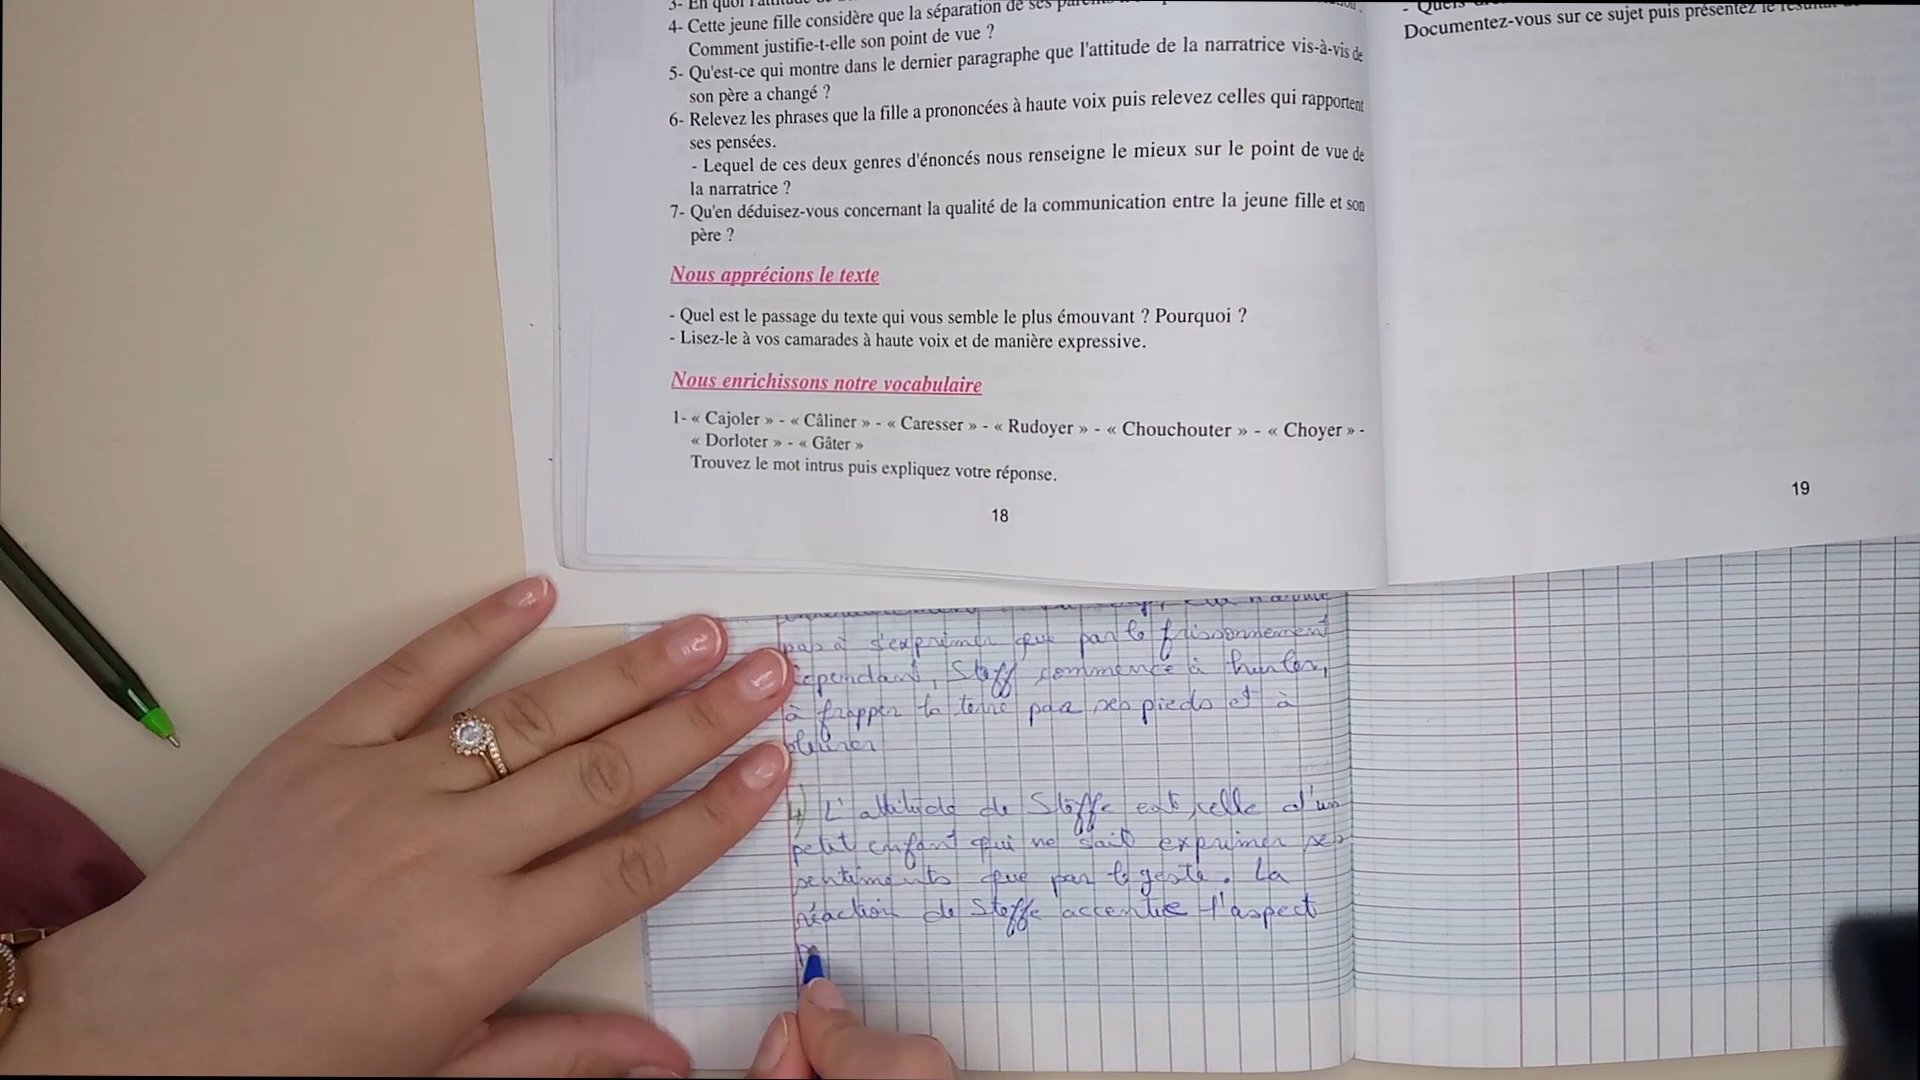 3- En quoi l'attitude de
4- Cette jeune fille considère que la séparation de ses
Comment justifie-t-elle son point de vue ?
5- Qu'est-ce qui montre dans le dernier paragraphe que l'attitude de la narratrice vis-à-vis de
son père a changé ?
6- Relevez les phrases que la fille a prononcées à haute voix puis relevez celles qui rapportent
ses pensées.
- Lequel de ces deux genres d'énoncés nous renseigne le mieux sur le point de vue de
la narratrice ?
7- Qu'en déduisez-vous concernant la qualité de la communication entre la jeune fille et son
père ?
Nous apprécions le texte
- Quel est le passage du texte qui vous semble le plus émouvant ? Pourquoi ?
- Lisez-le à vos camarades à haute voix et de manière expressive.
Nous enrichissons notre vocabulaire
1- « Cajoler » - « Câliner » - « Caresser » - « Rudoyer » - « Chouchouter » - « Choyer » -
« Dorloter » - « Gâter »
Trouvez le mot intrus puis expliquez votre réponse.
18
- Quels
Documentez-vous sur ce sujet puis présentez le
19
s'exprimer que par le frissonnement
Cependant, Steff commence à hurler,
à frapper la terre par ses pieds et à
pleurer
4) L'attitude de Steffe est celle d'un
petit enfant qui ne sait exprimer ses
sentiments que par le geste. La
réaction de Steffe accentue l'aspect